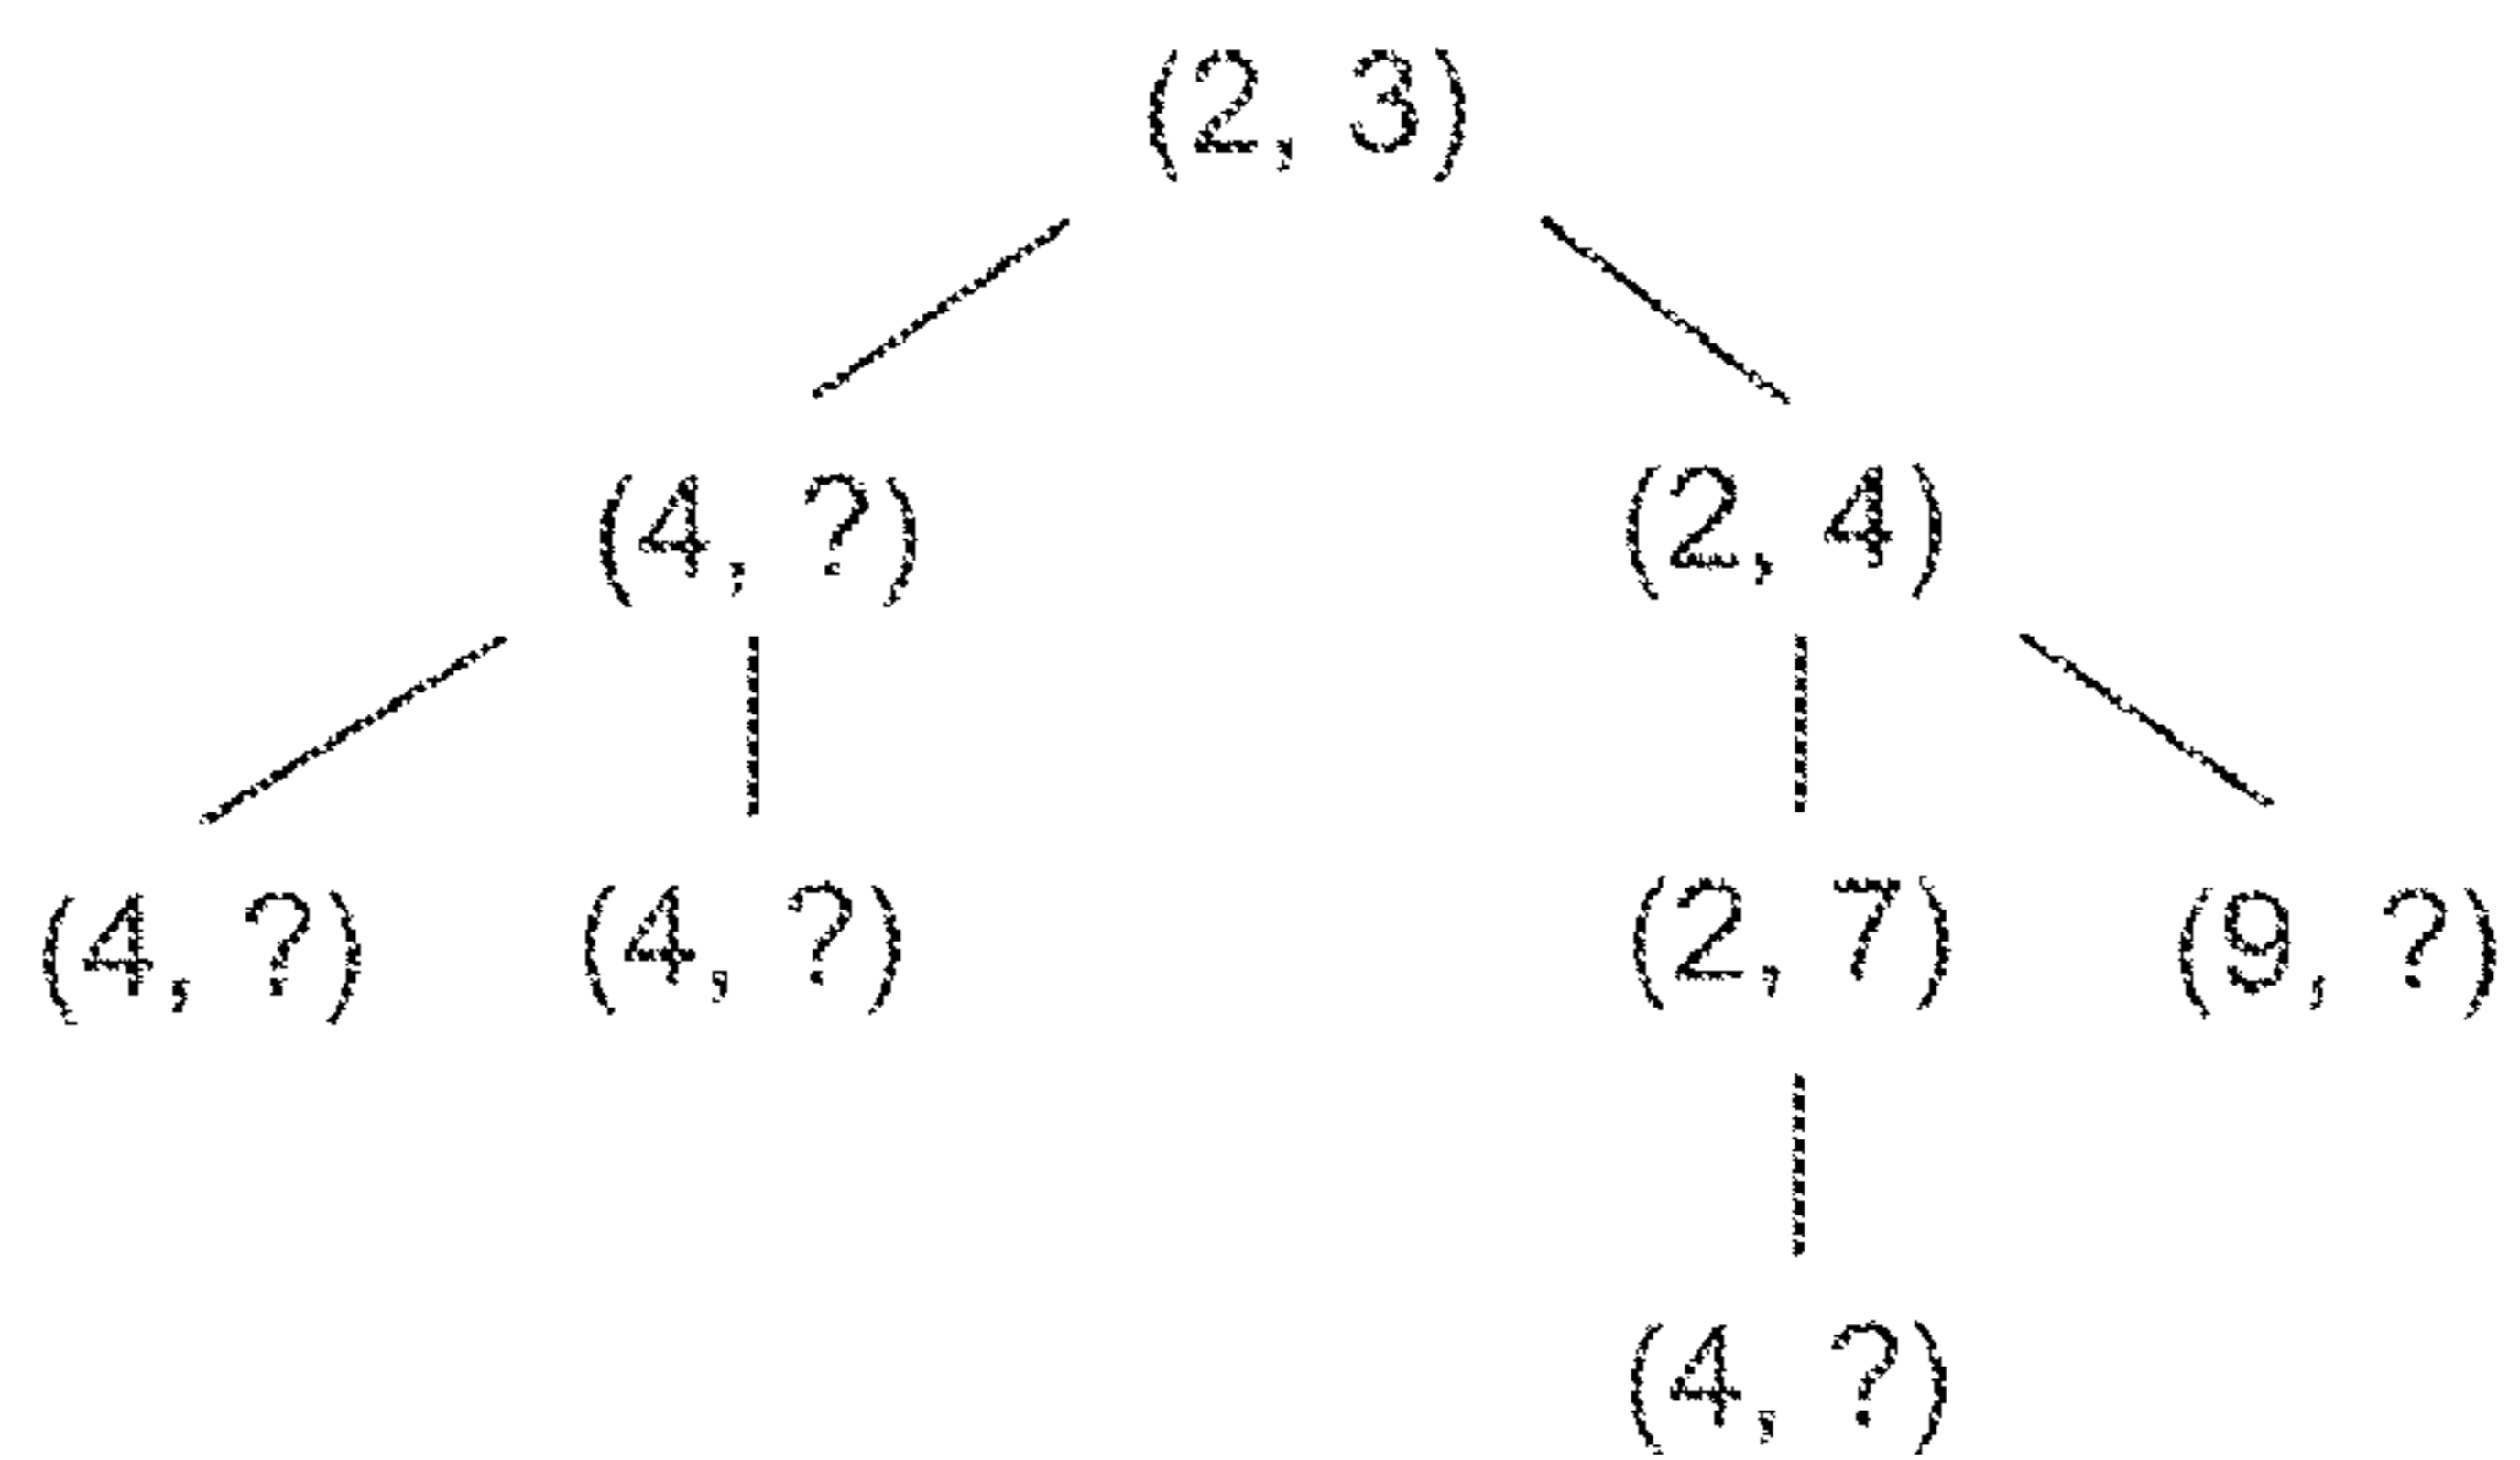 (2, 3)
(4, ?) (2, 4)
(4, ?) (4, ?) (2, 7) (9, ?)
(4, ?)